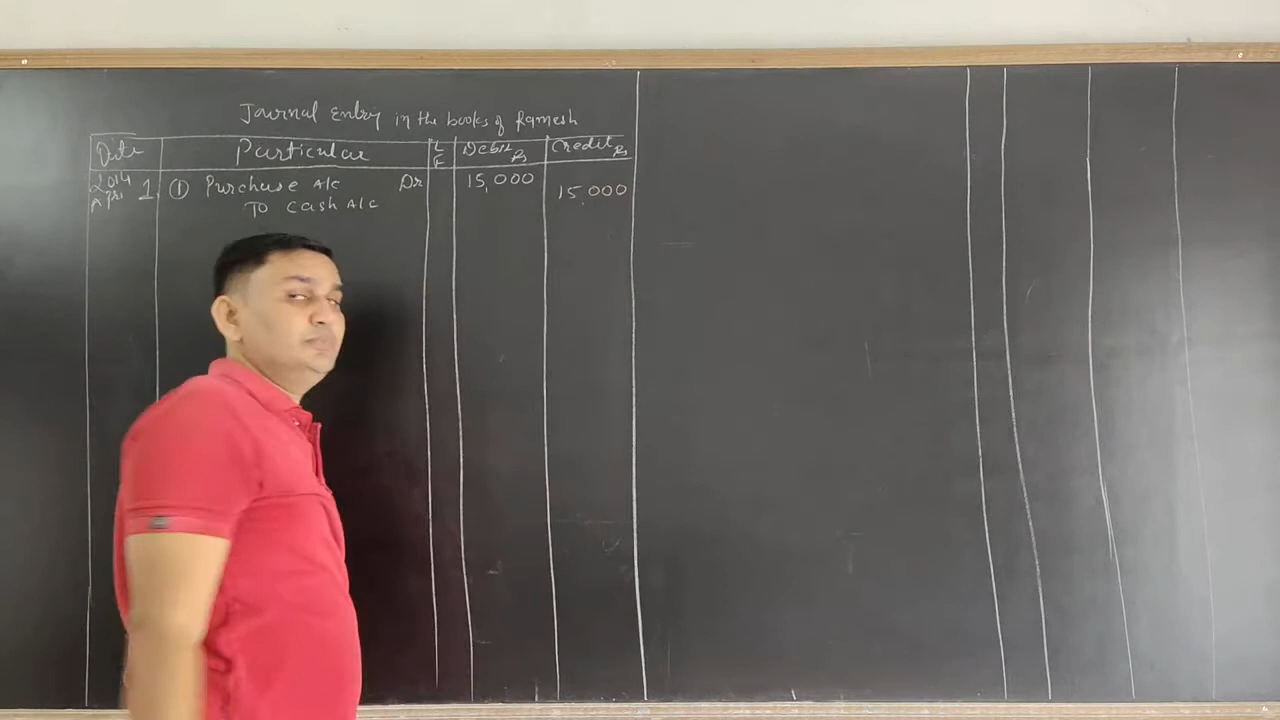 Journal Entry in the books of Ramesh
Date Particular L F Debit Rs Credit Rs
2014 Apri 1 ① Purchase A/c Dr 15,000
To Cash A/c 15,000